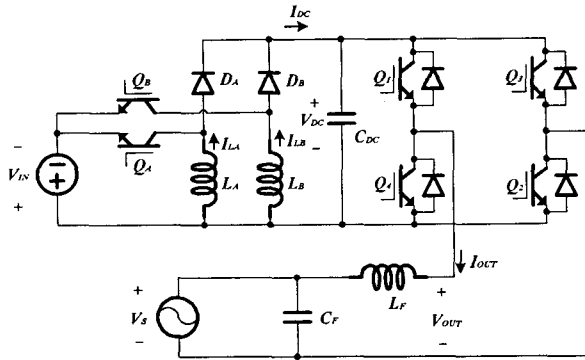 I_DC
Q_B
D_A
D_B
Q_1
Q_3
+
V_DC
-
C_DC
-
V_IN
+
- +
Q_A
I_LA
I_LB
L_A
L_B
Q_4
Q_2
I_OUT
+
V_S
-
C_F
L_F
+
V_OUT
-